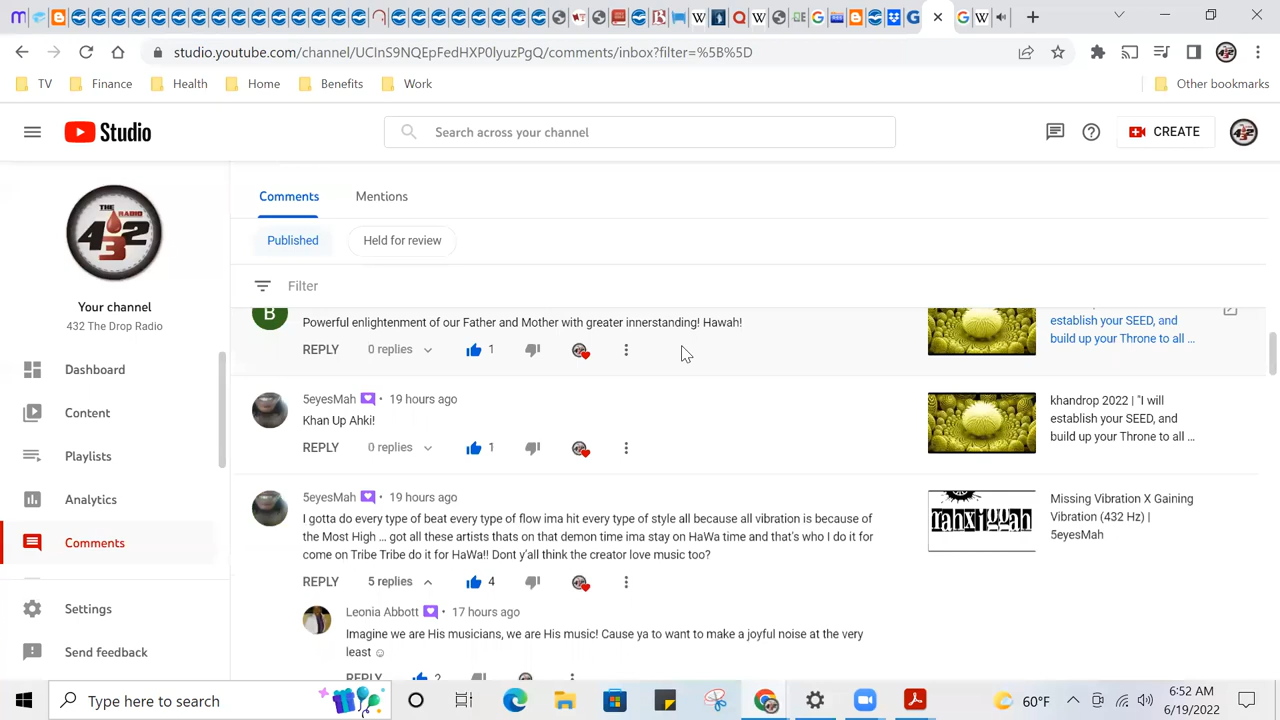 studio.youtube.com/channel/UCInS9NQEpFedHXP0lyuzPgQ/comments/inbox?filter=%5B%5D
TV Finance Health Home Benefits Work Other bookmarks
Studio
Search across your channel
CREATE
THE RADIO
432
Your channel
432 The Drop Radio
Dashboard
Content
Playlists
Analytics
Comments
Settings
Send feedback
Comments Mentions
Published Held for review
Filter
B
Powerful enlightenment of our Father and Mother with greater innerstanding! Hawah!
REPLY 0 replies 1
establish your SEED, and
build up your Throne to all ...
5eyesMah • 19 hours ago
Khan Up Ahki!
REPLY 0 replies 1
khandrop 2022 | "I will
establish your SEED, and
build up your Throne to all ...
5eyesMah • 19 hours ago
I gotta do every type of beat every type of flow ima hit every type of style all because all vibration is because of
the Most High ... got all these artists thats on that demon time ima stay on HaWa time and that's who I do it for
come on Tribe Tribe do it for HaWa!! Dont y'all think the creator love music too?
REPLY 5 replies 4
Missing Vibration X Gaining
Vibration (432 Hz) |
5eyesMah
Leonia Abbott • 17 hours ago
Imagine we are His musicians, we are His music! Cause ya to want to make a joyful noise at the very
least ☺
REPLY 2
Type here to search
60°F
6:52 AM
6/19/2022